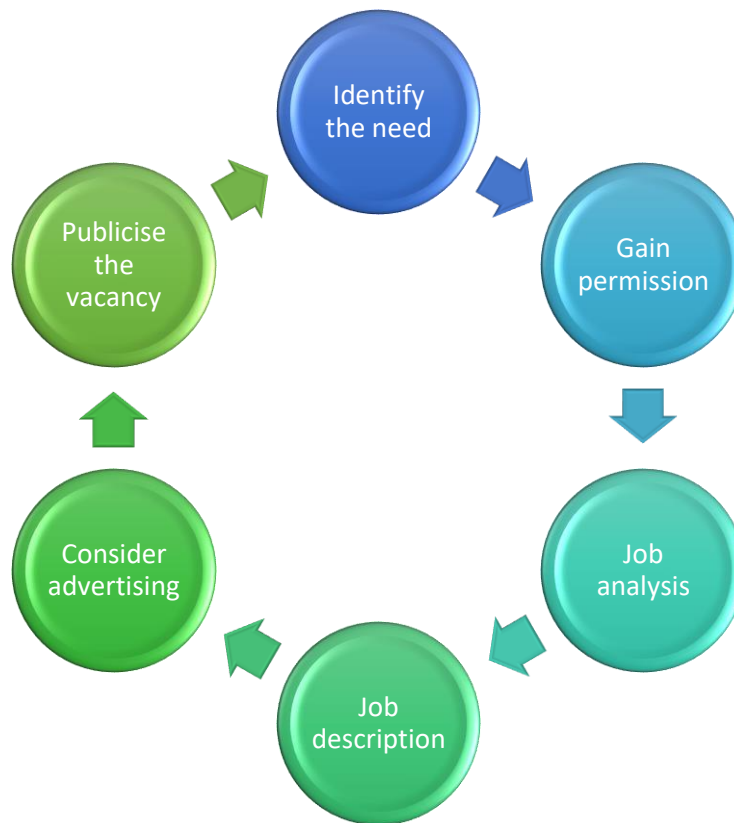 Identify
the need
Gain
permission
Job
analysis
Job
description
Consider
advertising
Publicise
the
vacancy